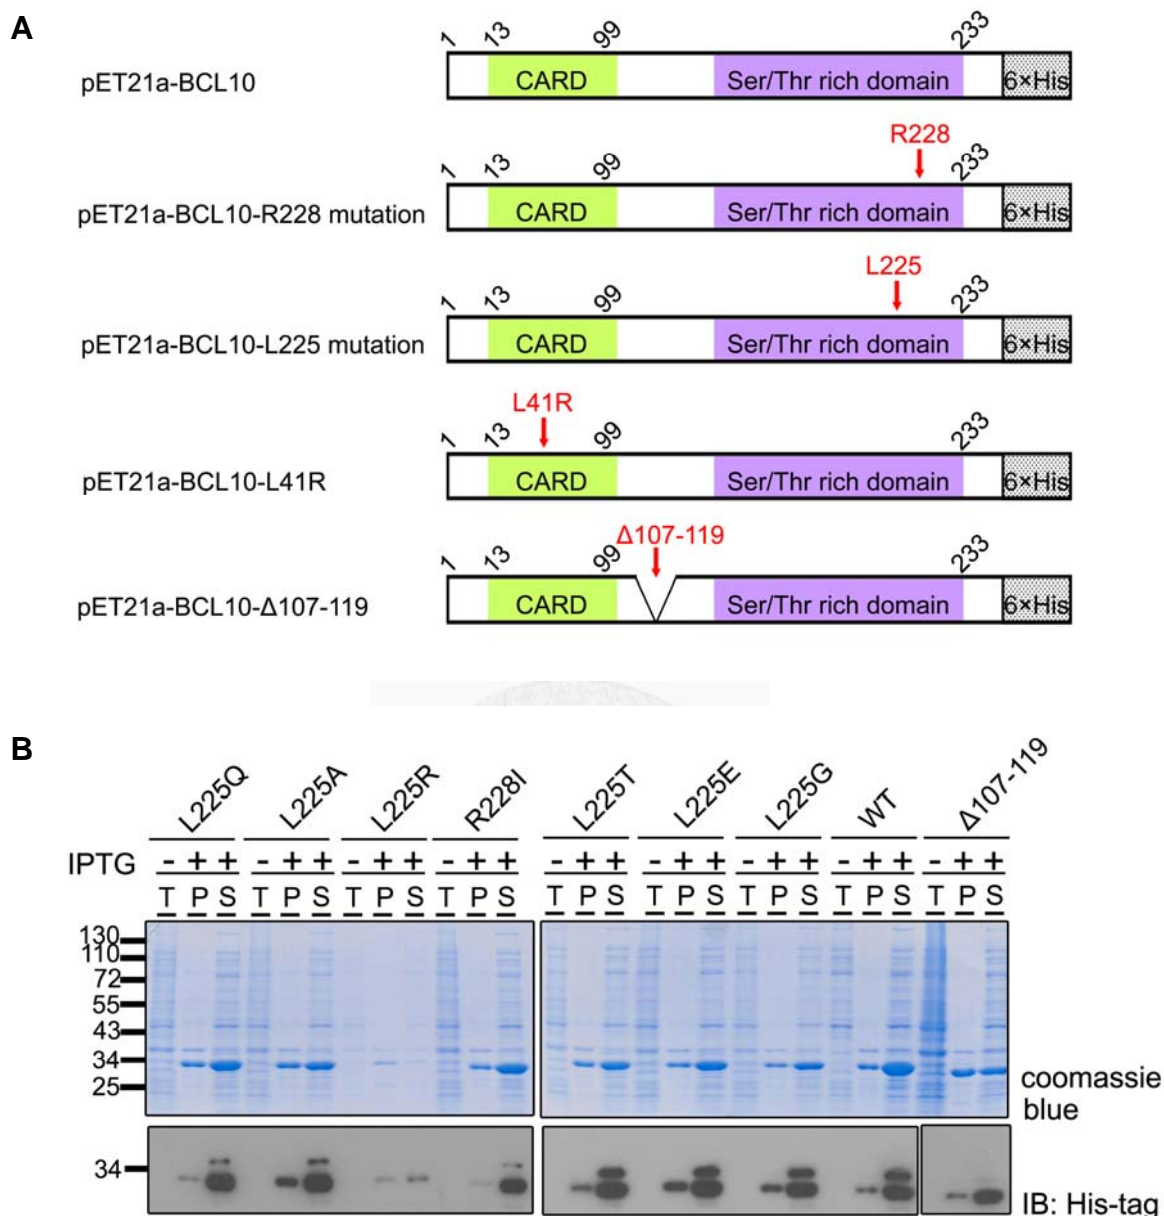 A
1 13 99 233
pET21a-BCL10 CARD Ser/Thr rich domain 6×His
R228
1 13 99 233
pET21a-BCL10-R228 mutation CARD Ser/Thr rich domain 6×His
L225
1 13 99 233
pET21a-BCL10-L225 mutation CARD Ser/Thr rich domain 6×His
L41R
1 13 99 233
pET21a-BCL10-L41R CARD Ser/Thr rich domain 6×His
Δ107-119
1 13 99 233
pET21a-BCL10-Δ107-119 CARD Ser/Thr rich domain 6×His
B
L225Q L225A L225R R228I L225T L225E L225G WT Δ107-119
IPTG - + + - + + - + + - + + - + + - + + - + + - + + - + +
T P S T P S T P S T P S T P S T P S T P S T P S T P S
130
110
72
55
43
34
25
coomassie
blue
34
IB: His-tag